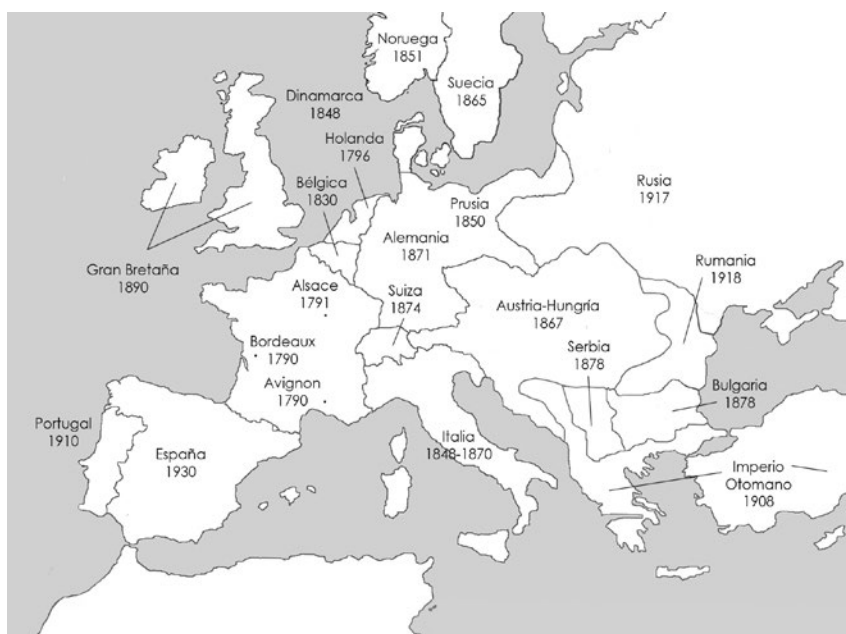 Noruega
1851
Suecia
1865
Dinamarca
1848
Holanda
1796
Bélgica
1830
Prusia
1850
Rusia
1917
Alemania
1871
Gran Bretaña
1890
Rumania
1918
Alsace
1791
Suiza
1874
Austria-Hungría
1867
Bordeaux
1790
Serbia
1878
Avignon
1790
Bulgaria
1878
Portugal
1910
España
1930
Italia
1848-1870
Imperio
Otomano
1908